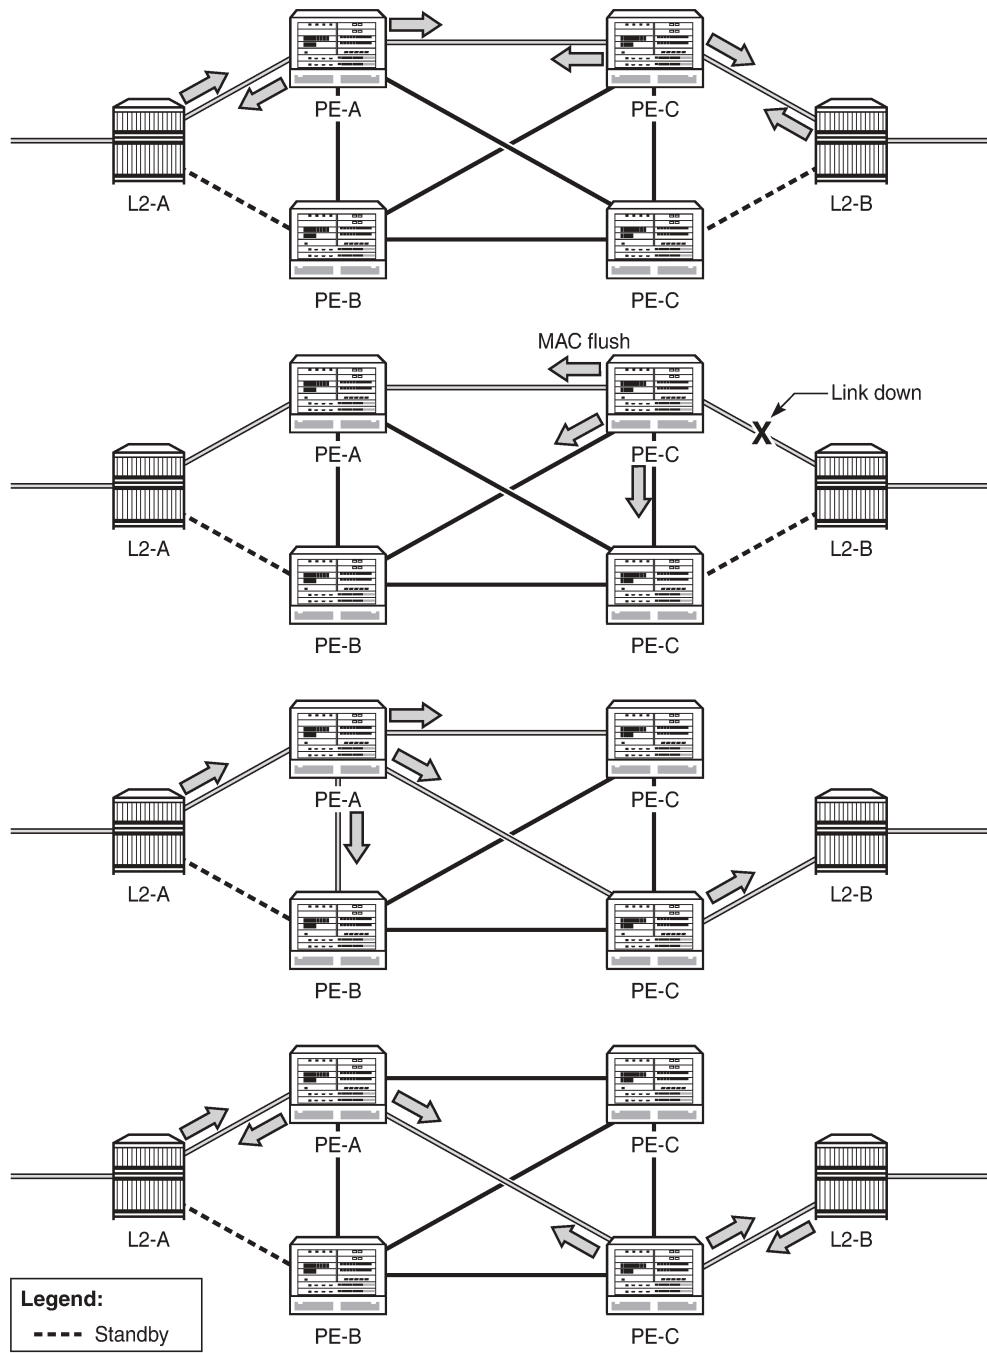 PE-A
PE-C
L2-A
L2-B
PE-B
PE-C
MAC flush
Link down
PE-A
PE-C
L2-A
L2-B
PE-B
PE-C
PE-A
PE-C
L2-A
L2-B
PE-B
PE-C
PE-A
PE-C
L2-A
L2-B
Legend:
Standby
PE-B
PE-C